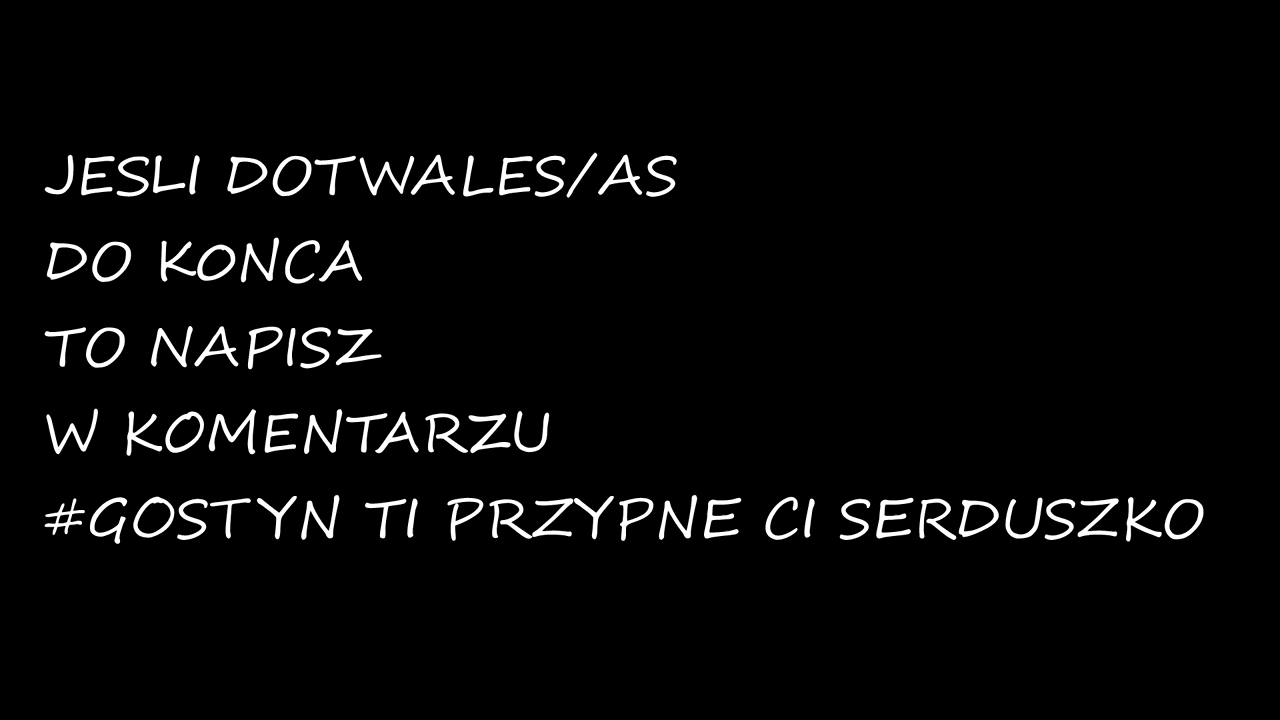 JESLI DOTWALES/AS
DO KONCA
TO NAPISZ
W KOMENTARZU
#GOSTYN TI PRZYPNE CI SERDUSZKO